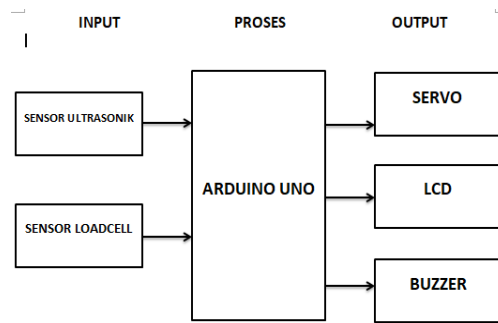 INPUT
PROSES
OUTPUT
SENSOR ULTRASONIK
SENSOR LOADCELL
ARDUINO UNO
SERVO
LCD
BUZZER